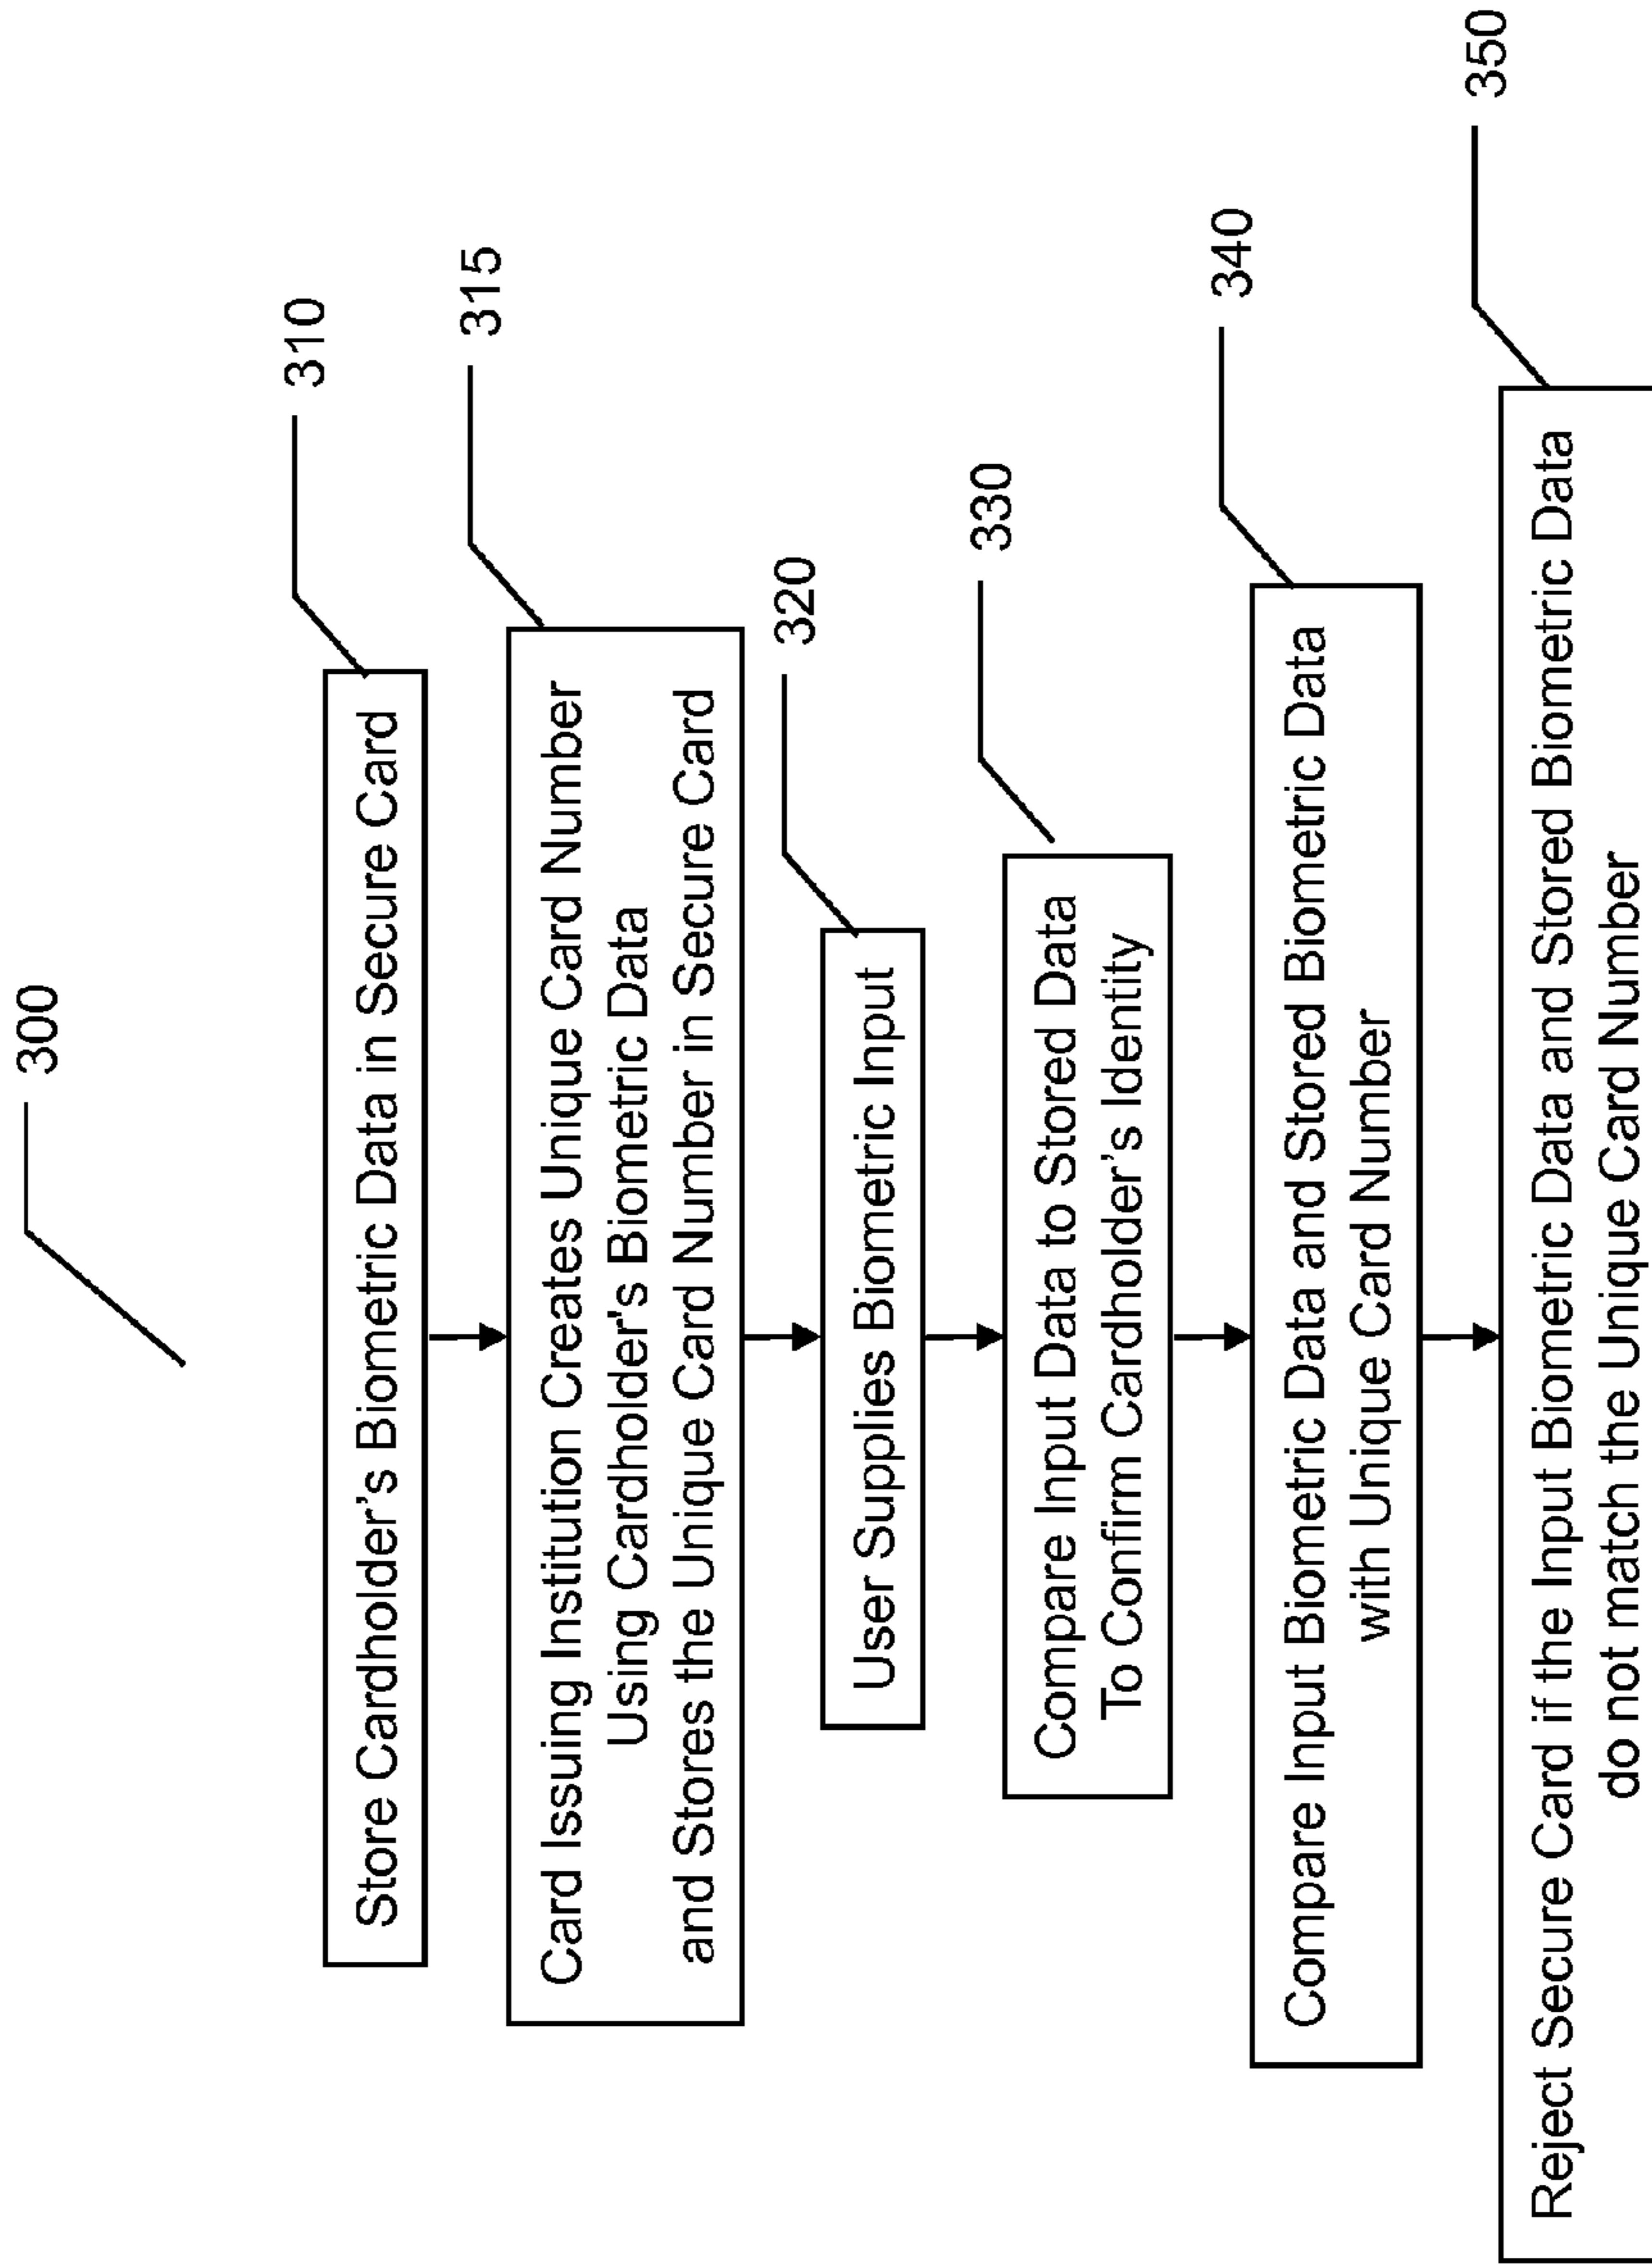 300
310
Store Cardholder's Biometric Data in Secure Card
315
Card Issuing Institution Creates Unique Card Number
Using Cardholder's Biometric Data
and Stores the Unique Card Number in Secure Card
320
User Supplies Biometric Input
330
Compare Input Data to Stored Data
To Confirm Cardholder's Identity
340
Compare Input Biometric Data and Stored Biometric Data
with Unique Card Number
350
Reject Secure Card if the Input Biometric Data and Stored Biometric Data
do not match the Unique Card Number